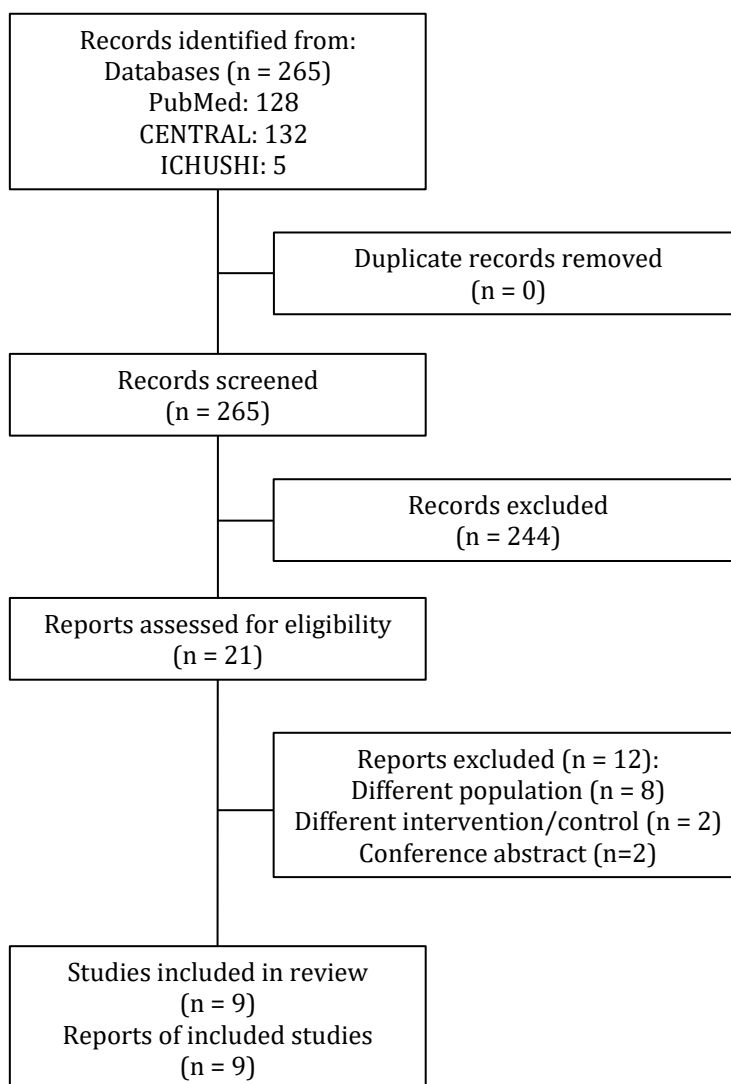 Records identified from:
Databases (n = 265)
PubMed: 128
CENTRAL: 132
ICHUSHI: 5
Duplicate records removed
(n = 0)
Records screened
(n = 265)
Records excluded
(n = 244)
Reports assessed for eligibility
(n = 21)
Reports excluded (n = 12):
Different population (n = 8)
Different intervention/control (n = 2)
Conference abstract (n=2)
Studies included in review
(n = 9)
Reports of included studies
(n = 9)